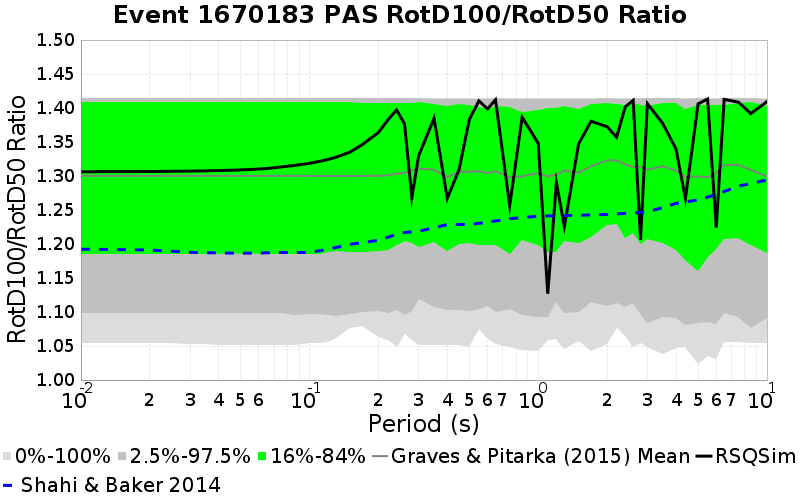 Event 1670183 PAS RotD100/RotD50 Ratio
1.50
1.45
1.40
1.35
1.30
1.25
1.20
1.15
1.10
1.05
1.00
RotD100/RotD50 Ratio
10-2 2 3 4 5 6 10-1 2 3 4 5 6 7 100 2 3 4 5 6 7 101
Period (s)
0%-100% 2.5%-97.5% 16%-84% Graves & Pitarka (2015) Mean RSQSim
Shahi & Baker 2014